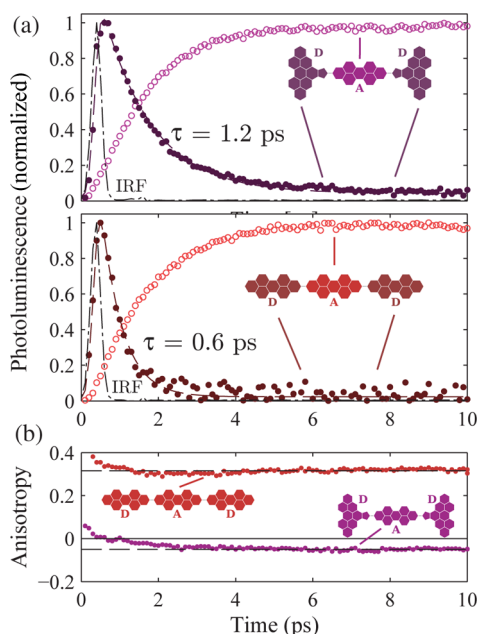 (a)
Photoluminescence (normalized)
1
0.8
0.6
0.4
0.2
0
D D
A
τ = 1.2 ps
IRF
1
0.8
0.6
0.4
0.2
0
D A D
τ = 0.6 ps
IRF
0 2 4 6 8 10
(b)
Anisotropy
0.4
0.2
0
−0.2
D A D
D D
A
0 2 4 6 8 10
Time (ps)